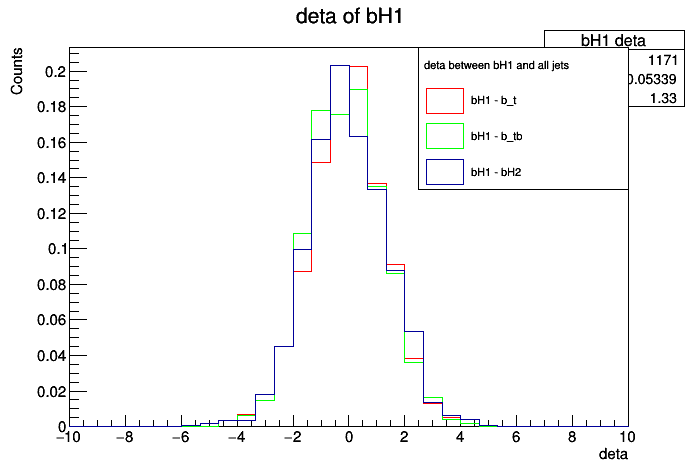 deta of bH1
bH1 deta
1171
0.05339
1.33
Counts
deta between bH1 and all jets
bH1 - b_t
bH1 - b_tb
bH1 - bH2
0.2
0.18
0.16
0.14
0.12
0.1
0.08
0.06
0.04
0.02
0
−10 −8 −6 −4 −2 0 2 4 6 8 10
deta